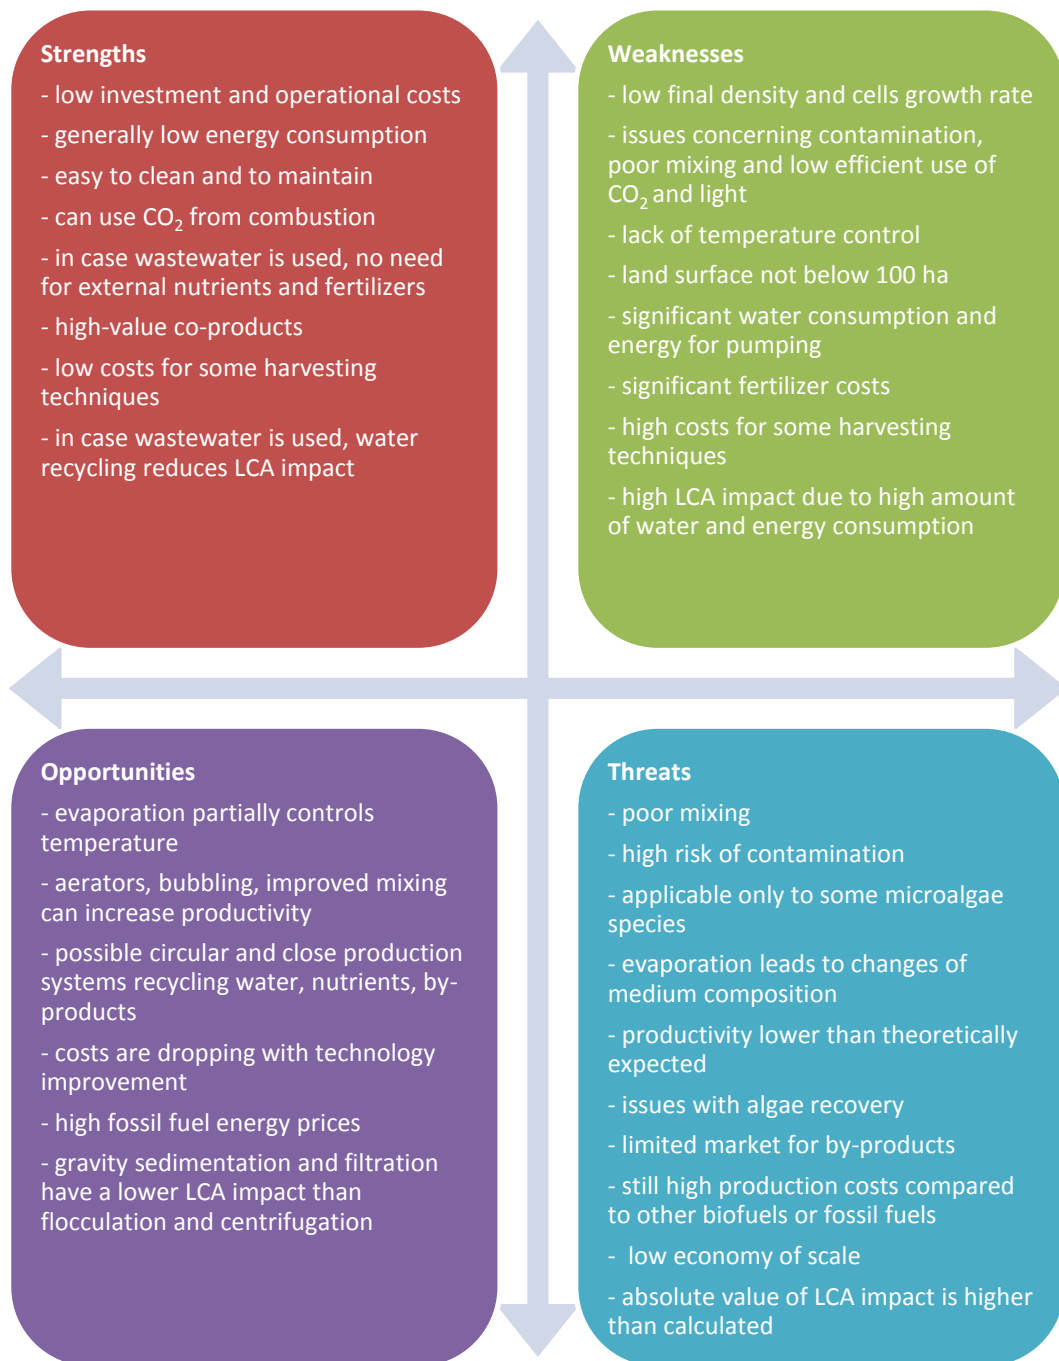 Strengths
- low investment and operational costs
- generally low energy consumption
- easy to clean and to maintain
- can use CO₂ from combustion
- in case wastewater is used, no need
for external nutrients and fertilizers
- high-value co-products
- low costs for some harvesting
techniques
- in case wastewater is used, water
recycling reduces LCA impact
Weaknesses
- low final density and cells growth rate
- issues concerning contamination,
poor mixing and low efficient use of
CO₂ and light
- lack of temperature control
- land surface not below 100 ha
- significant water consumption and
energy for pumping
- significant fertilizer costs
- high costs for some harvesting
techniques
- high LCA impact due to high amount
of water and energy consumption
Opportunities
- evaporation partially controls
temperature
- aerators, bubbling, improved mixing
can increase productivity
- possible circular and close production
systems recycling water, nutrients, by-
products
- costs are dropping with technology
improvement
- high fossil fuel energy prices
- gravity sedimentation and filtration
have a lower LCA impact than
flocculation and centrifugation
Threats
- poor mixing
- high risk of contamination
- applicable only to some microalgae
species
- evaporation leads to changes of
medium composition
- productivity lower than theoretically
expected
- issues with algae recovery
- limited market for by-products
- still high production costs compared
to other biofuels or fossil fuels
- low economy of scale
- absolute value of LCA impact is higher
than calculated